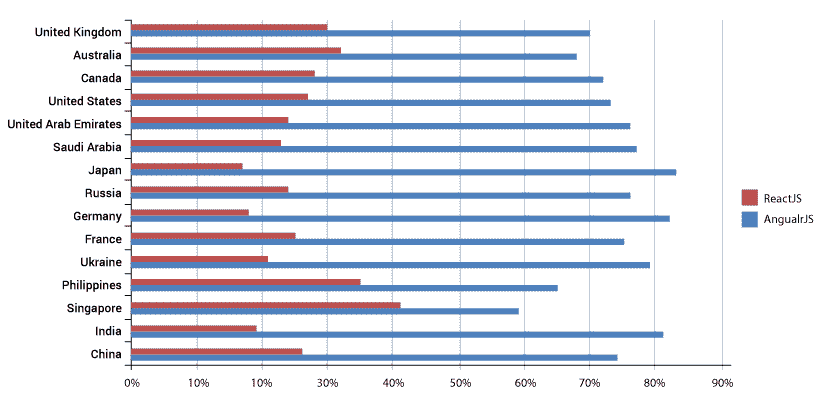 United Kingdom
Australia
Canada
United States
United Arab Emirates
Saudi Arabia
Japan
Russia
Germany
France
Ukraine
Philippines
Singapore
India
China
0% 10% 10% 30% 40% 50% 60% 70% 80% 90%
ReactJS
AngualrJS